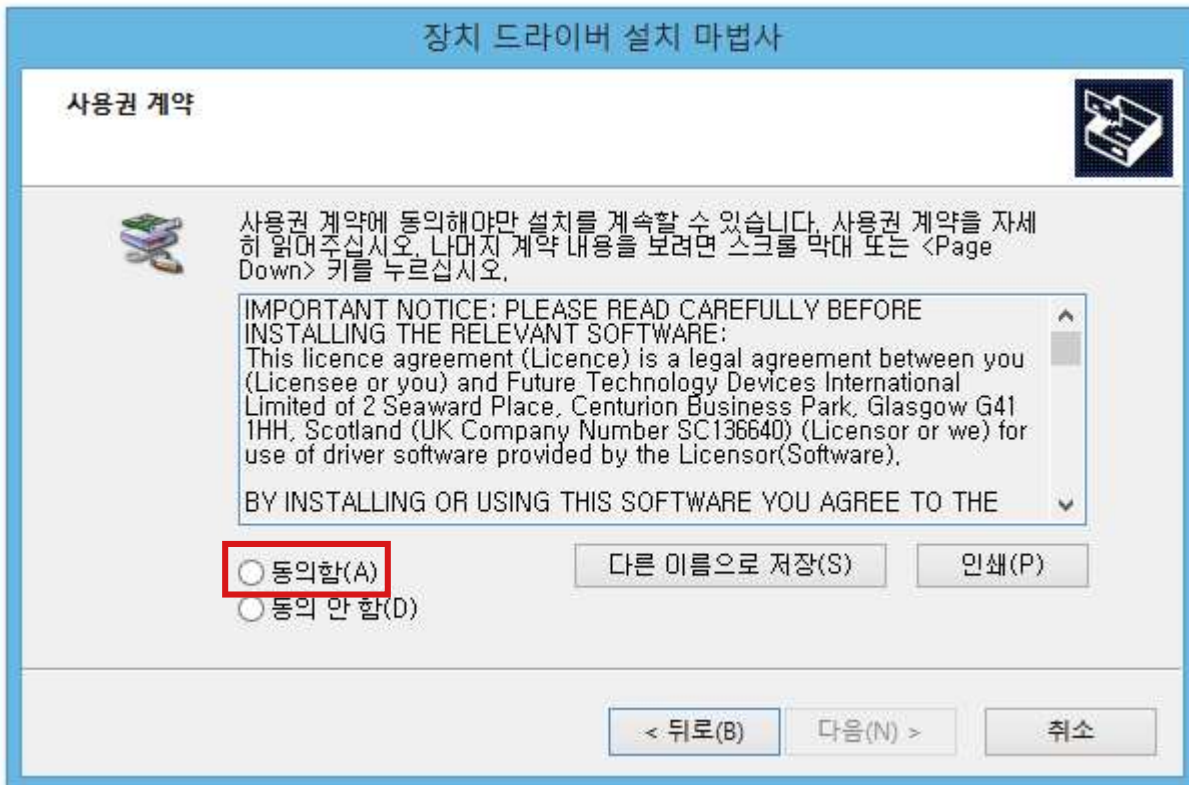 장치 드라이버 설치 마법사
사용권 계약
사용권 계약에 동의해야만 설치를 계속할 수 있습니다. 사용권 계약을 자세
히 읽어주십시오. 나머지 계약 내용을 보려면 스크롤 막대 또는 <Page
Down> 키를 누르십시오.
IMPORTANT NOTICE: PLEASE READ CAREFULLY BEFORE
INSTALLING THE RELEVANT SOFTWARE:
This licence agreement (Licence) is a legal agreement between you
(Licensee or you) and Future Technology Devices International
Limited of 2 Seaward Place, Centurion Business Park, Glasgow G41
1HH, Scotland (UK Company Number SC136640) (Licensor or we) for
use of driver software provided by the Licensor(Software).
BY INSTALLING OR USING THIS SOFTWARE YOU AGREE TO THE
동의함(A)
다른 이름으로 저장(S)
인쇄(P)
동의 안 함(D)
< 뒤로(B)
다음(N) >
취소